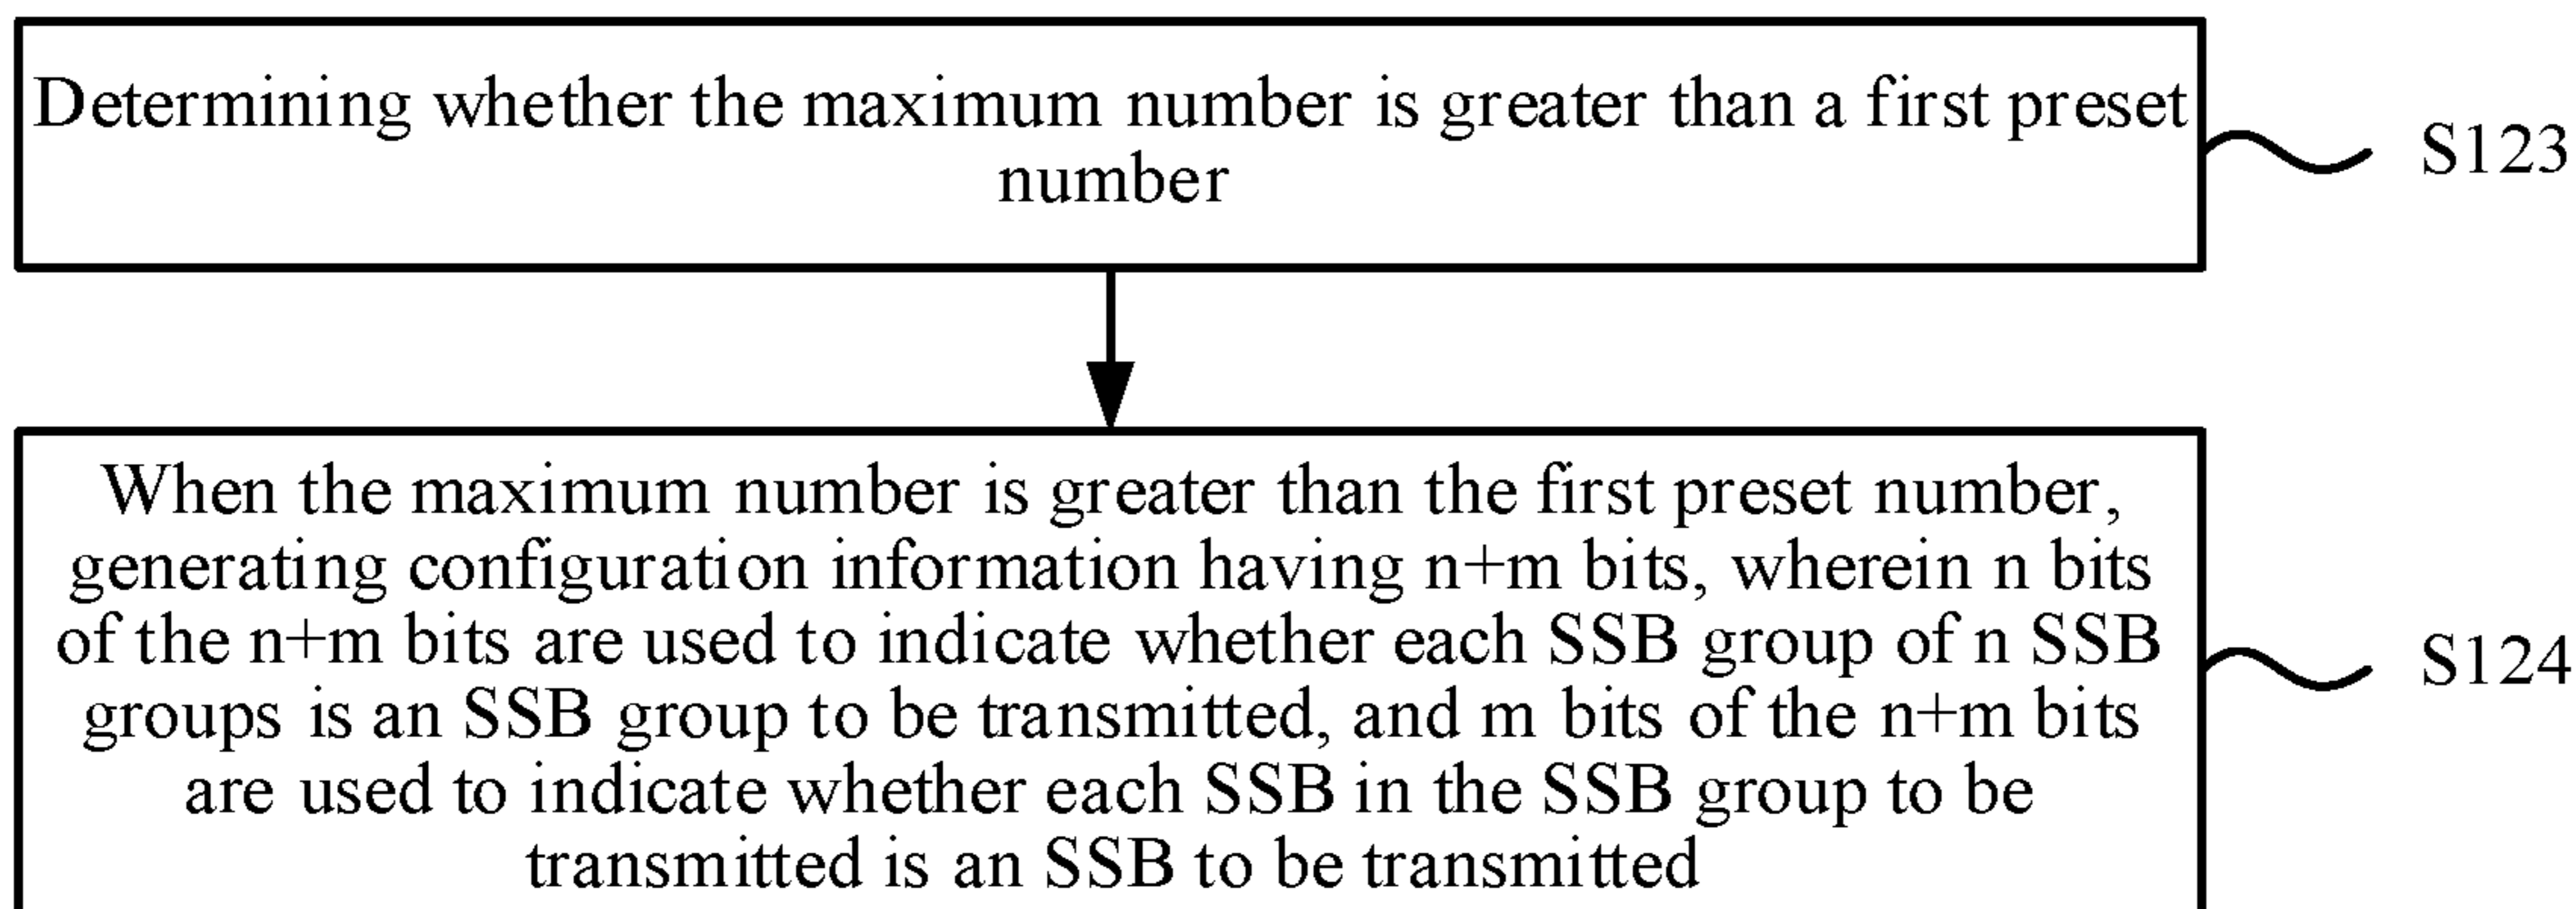 Determining whether the maximum number is greater than a first preset
number
S123
When the maximum number is greater than the first preset number,
generating configuration information having n+m bits, wherein n bits
of the n+m bits are used to indicate whether each SSB group of n SSB
groups is an SSB group to be transmitted, and m bits of the n+m bits
are used to indicate whether each SSB in the SSB group to be
transmitted is an SSB to be transmitted
S124